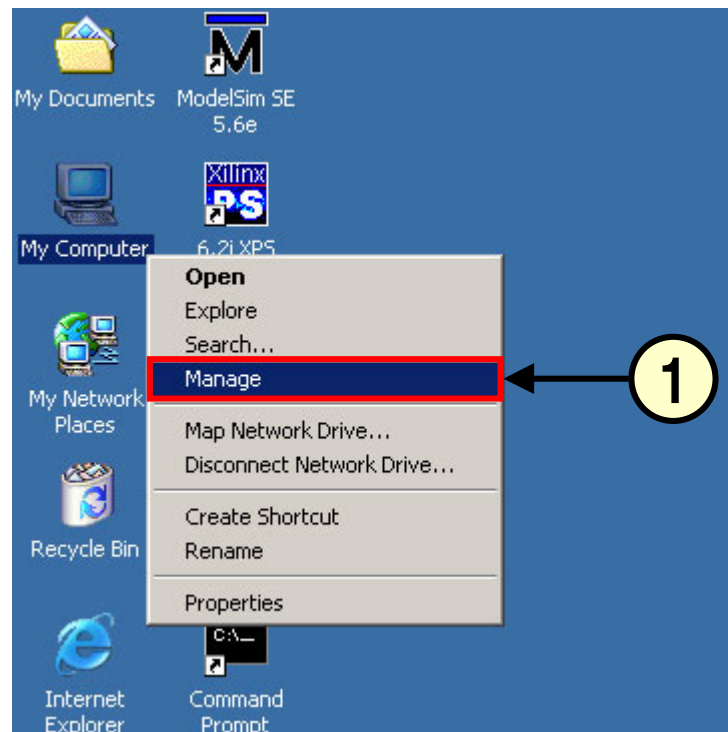 My Documents
ModelSim SE
5.6e
Xilinx
PS
My Computer
6.2i XPS
Open
Explore
Search...
Manage
1
My Network
Places
Map Network Drive...
Disconnect Network Drive...
Create Shortcut
Recycle Bin
Rename
Properties
C:\_
Internet
Explorer
Command
Prompt